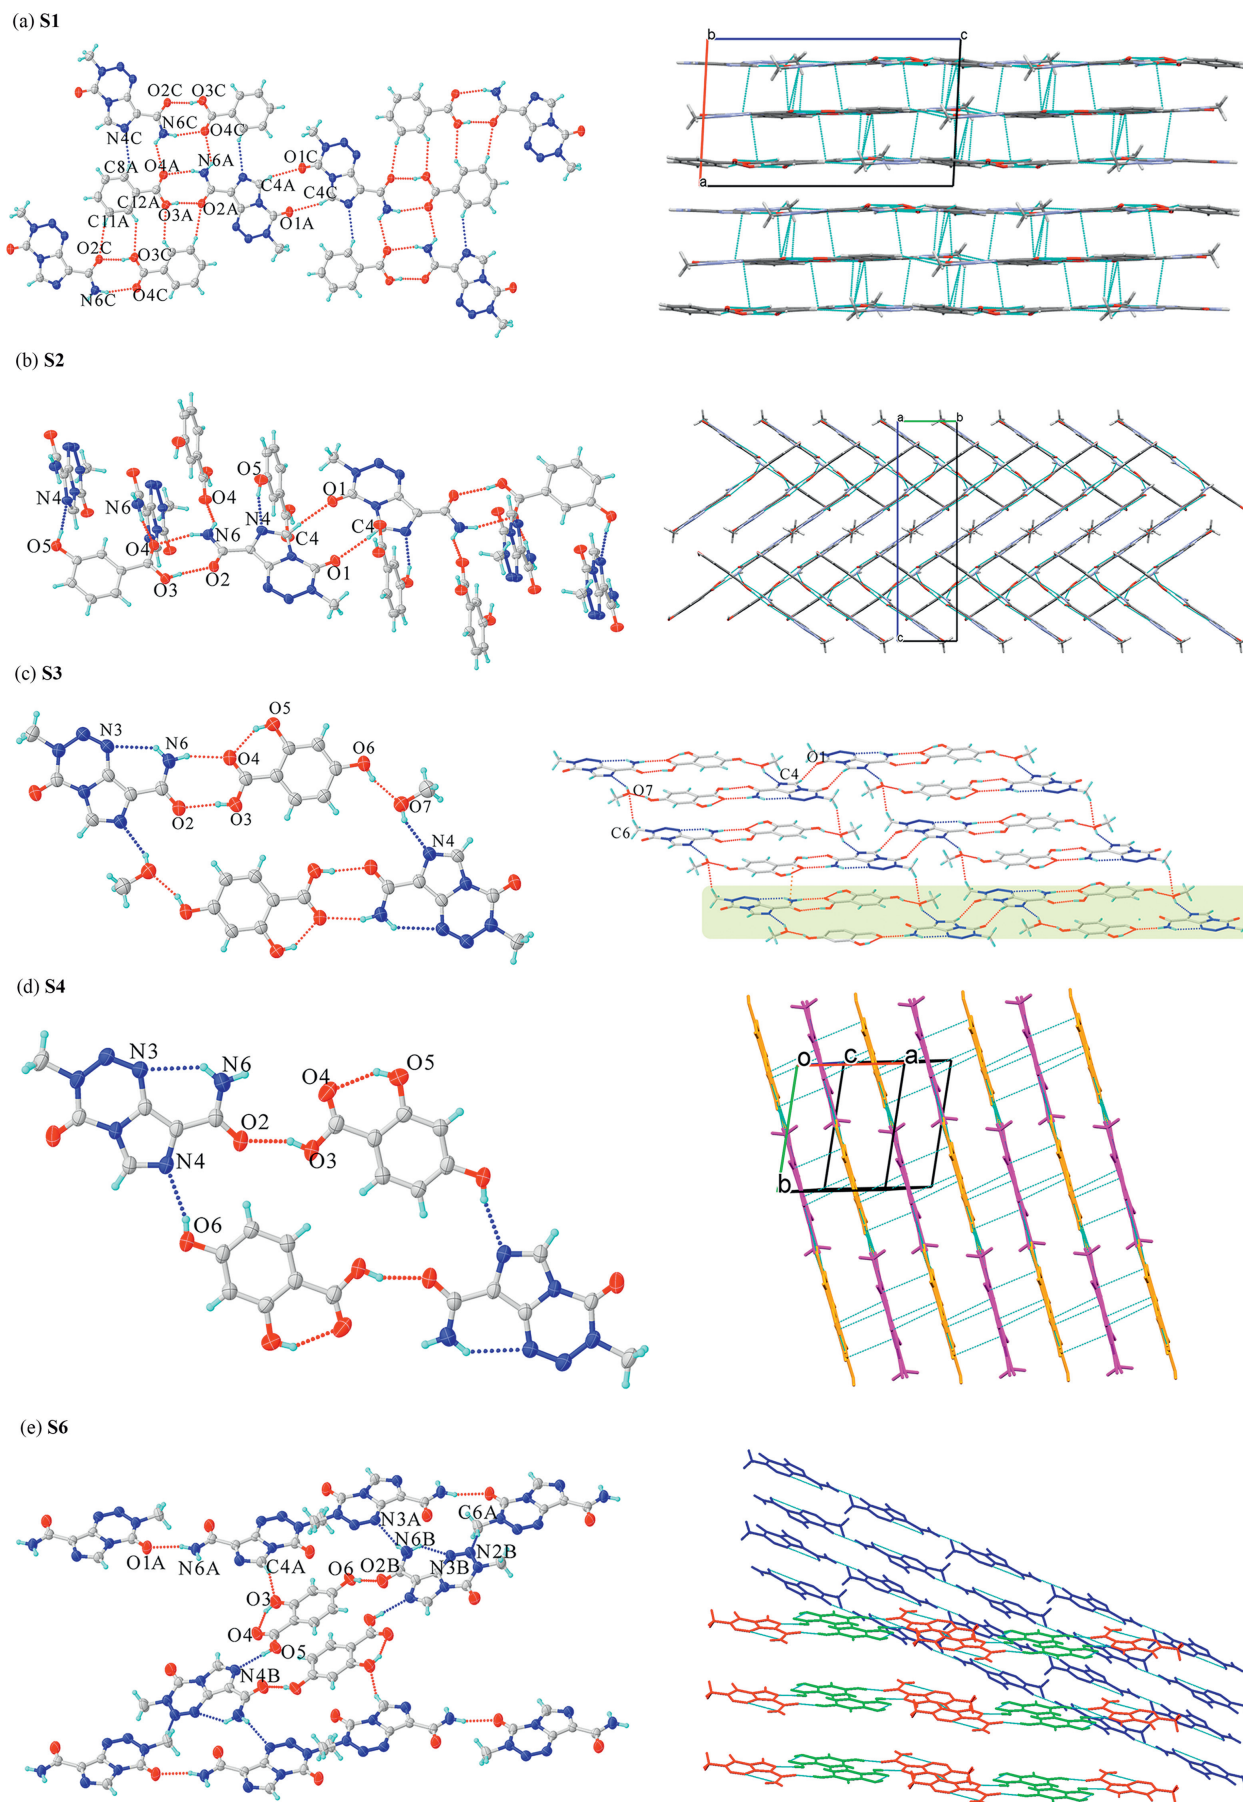 (a) S1
O2C O3C
N6C
O4C
N4C
C8A O4A N6A
O1C
C4A C4C
C12A
C11A O3A O2A
O1A
O2C O3C
N6C O4C
b c
a
(b) S2
O5
N4 N6 O4 O1
N4
O4 N6
C4 C4
O5
O3 O2 O1
a b
c
(c) S3
N3 N6 O5
O4 O6
O2 O3 O7
N4
O1
C4
O7
C6
(d) S4
N3 N6 O4 O5
O2
O3
N4
O6
o c a
b
(e) S6
N3A C6A
N6B
O1A N6A O6 O2B N3B N2B
C4A
O3
O4 O5
N4B